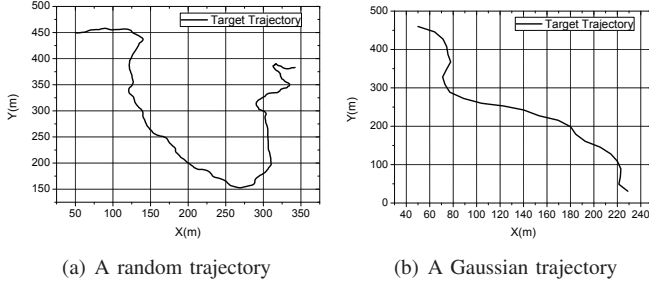 500
450
400
350
300
250
200
150
Y(m)
50 100 150 200 250 300 350
X(m)
Target Trajectory
(a) A random trajectory
500
400
300
200
100
0
Y(m)
40 60 80 100 120 140 160 180 200 220 240
X(m)
Target Trajectory
(b) A Gaussian trajectory